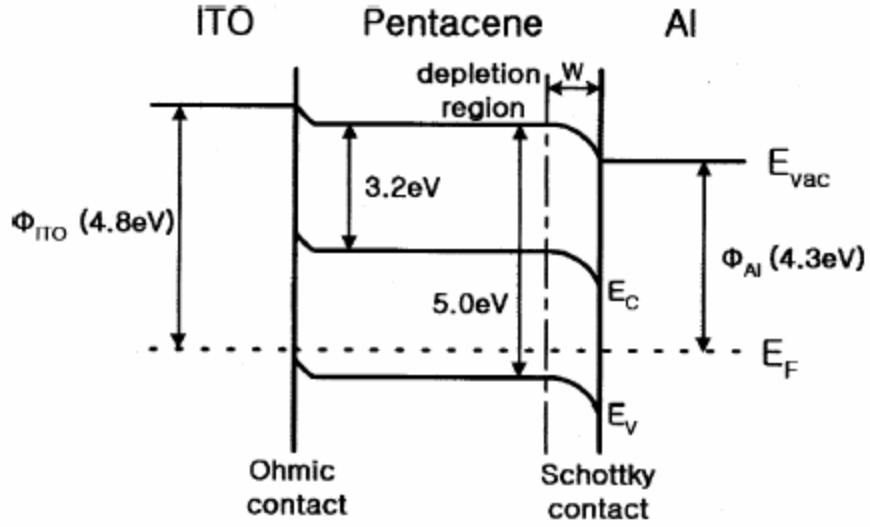 ITO Pentacene Al
depletion
region
W
3.2eV
E_vac
Φ_ITO (4.8eV)
Φ_Al (4.3eV)
E_C
5.0eV
E_F
E_V
Ohmic
contact
Schottky
contact